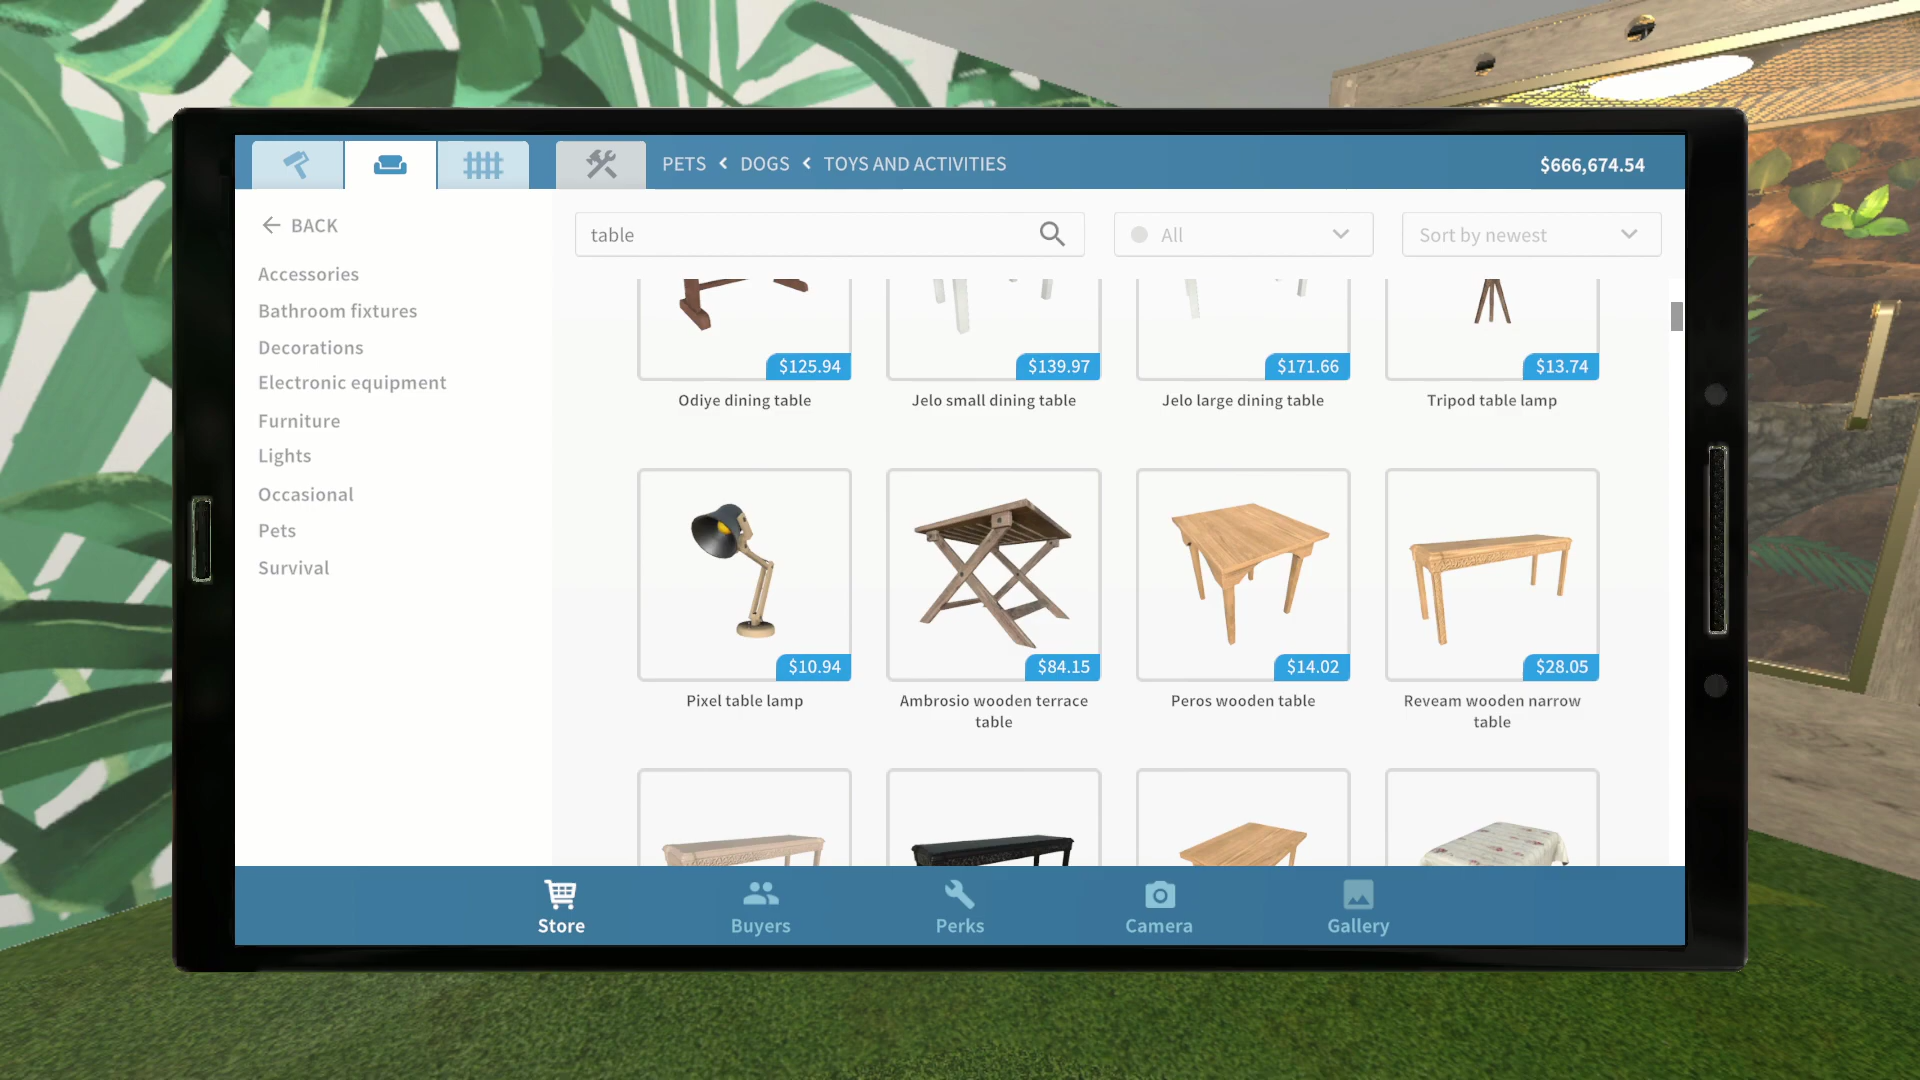 PETS < DOGS < TOYS AND ACTIVITIES
$666,674.54
BACK
table
All
Sort by newest
Accessories
Bathroom fixtures
Decorations
Electronic equipment
Furniture
Lights
Occasional
Pets
Survival
$125.94
$139.97
$171.66
$13.74
Odiye dining table
Jelo small dining table
Jelo large dining table
Tripod table lamp
$10.94
$84.15
$14.02
$28.05
Pixel table lamp
Ambrosio wooden terrace
table
Peros wooden table
Reveam wooden narrow
table
Store
Buyers
Perks
Camera
Gallery